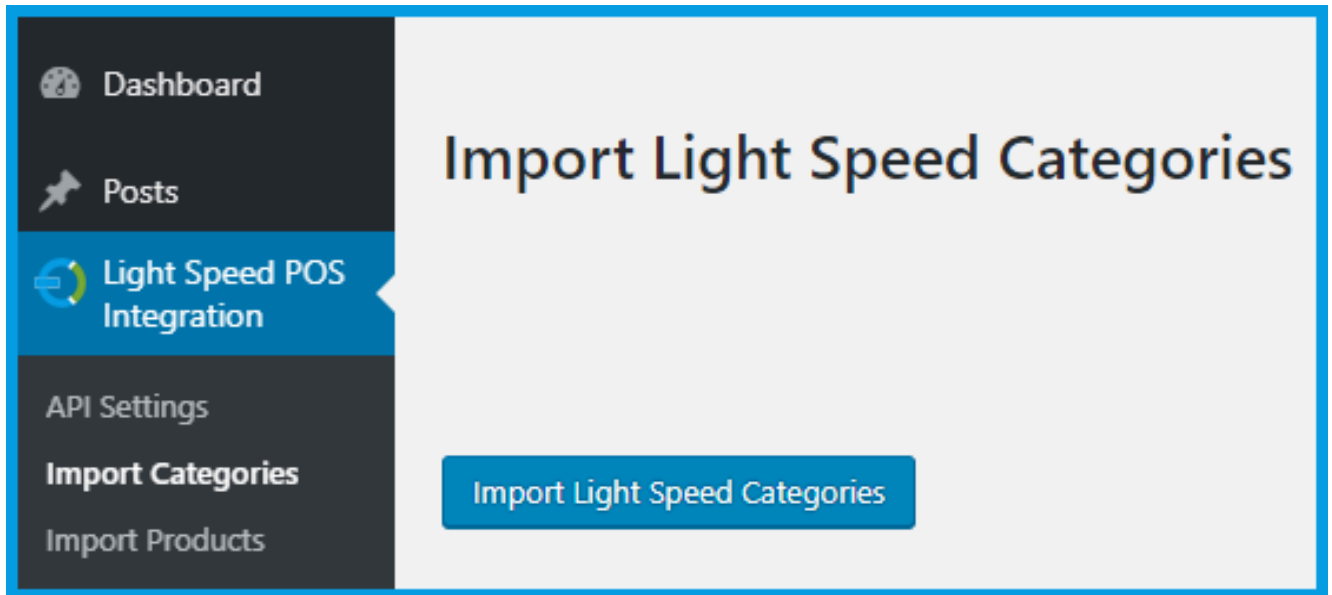 Dashboard
Posts
Light Speed POS
Integration
API Settings
Import Categories
Import Products
Import Light Speed Categories
Import Light Speed Categories